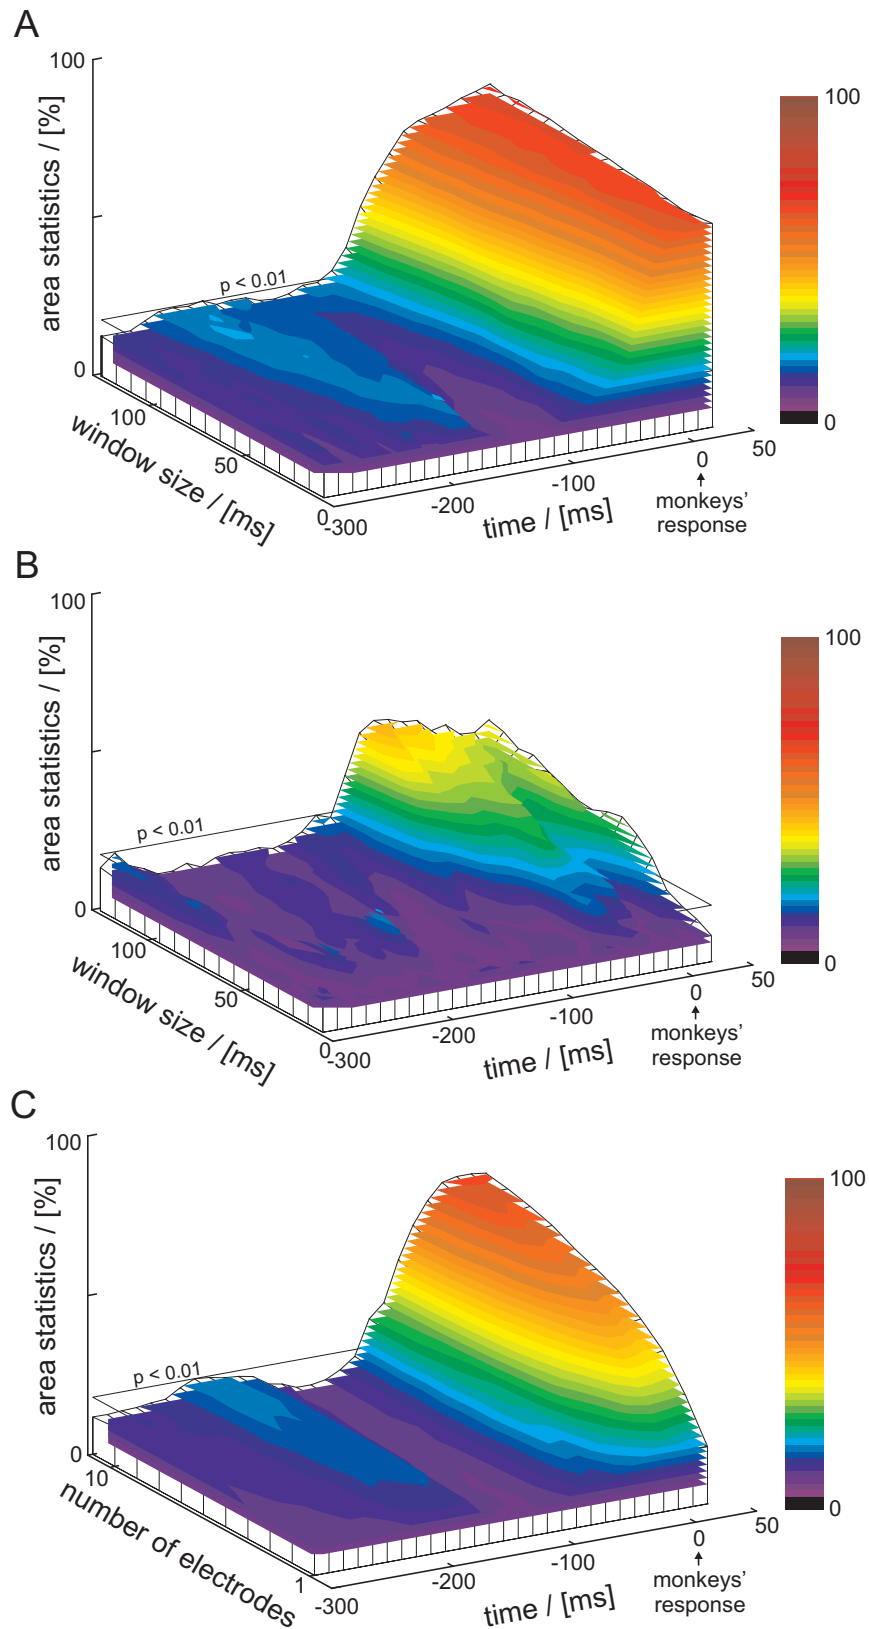 A
100
area statistics / [%]
p < 0.01
0
100
50
0
window size / [ms]
-300
-200
-100
0
50
time / [ms]
monkeys'
response
100
0
B
100
area statistics / [%]
p < 0.01
0
100
50
0
window size / [ms]
-300
-200
-100
0
50
time / [ms]
monkeys'
response
100
0
C
100
area statistics / [%]
p < 0.01
0
10
1
number of electrodes
-300
-200
-100
0
50
time / [ms]
monkeys'
response
100
0